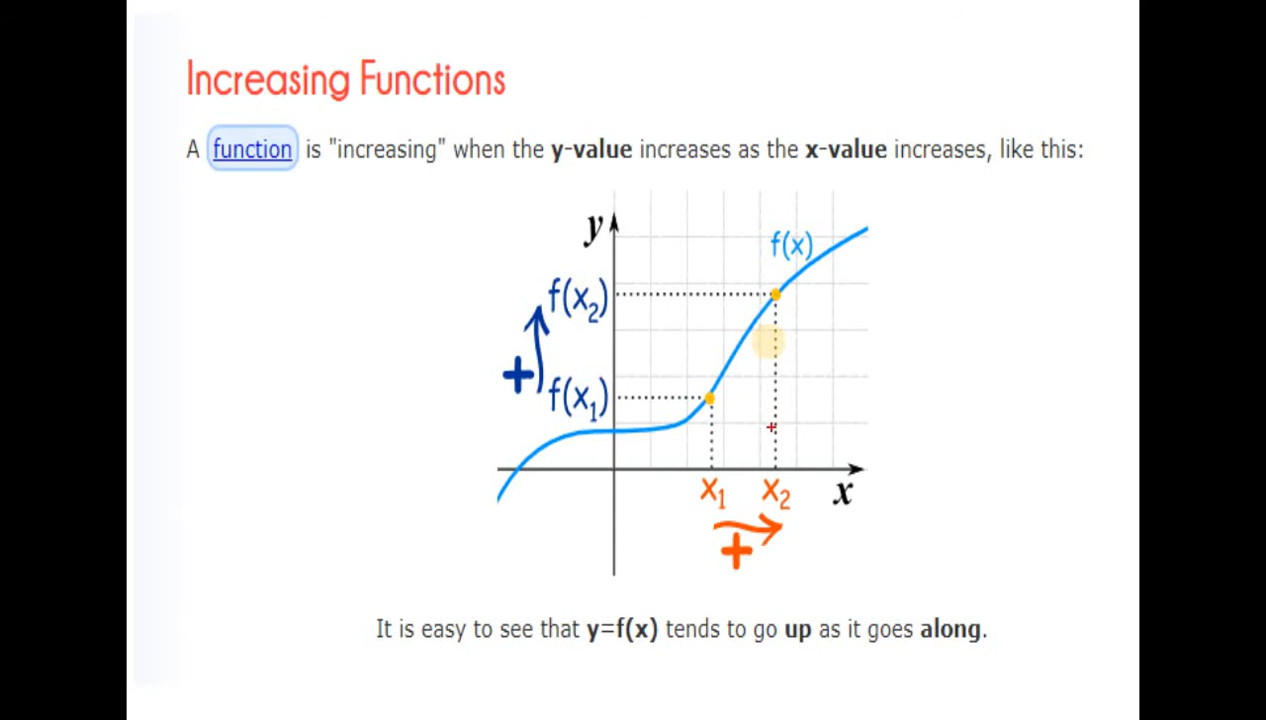 Increasing Functions
A function is "increasing" when the y-value increases as the x-value increases, like this:
y
f(x)
f(x₂)
+
f(x₁)
x₁ x₂ x
+
It is easy to see that y=f(x) tends to go up as it goes along.